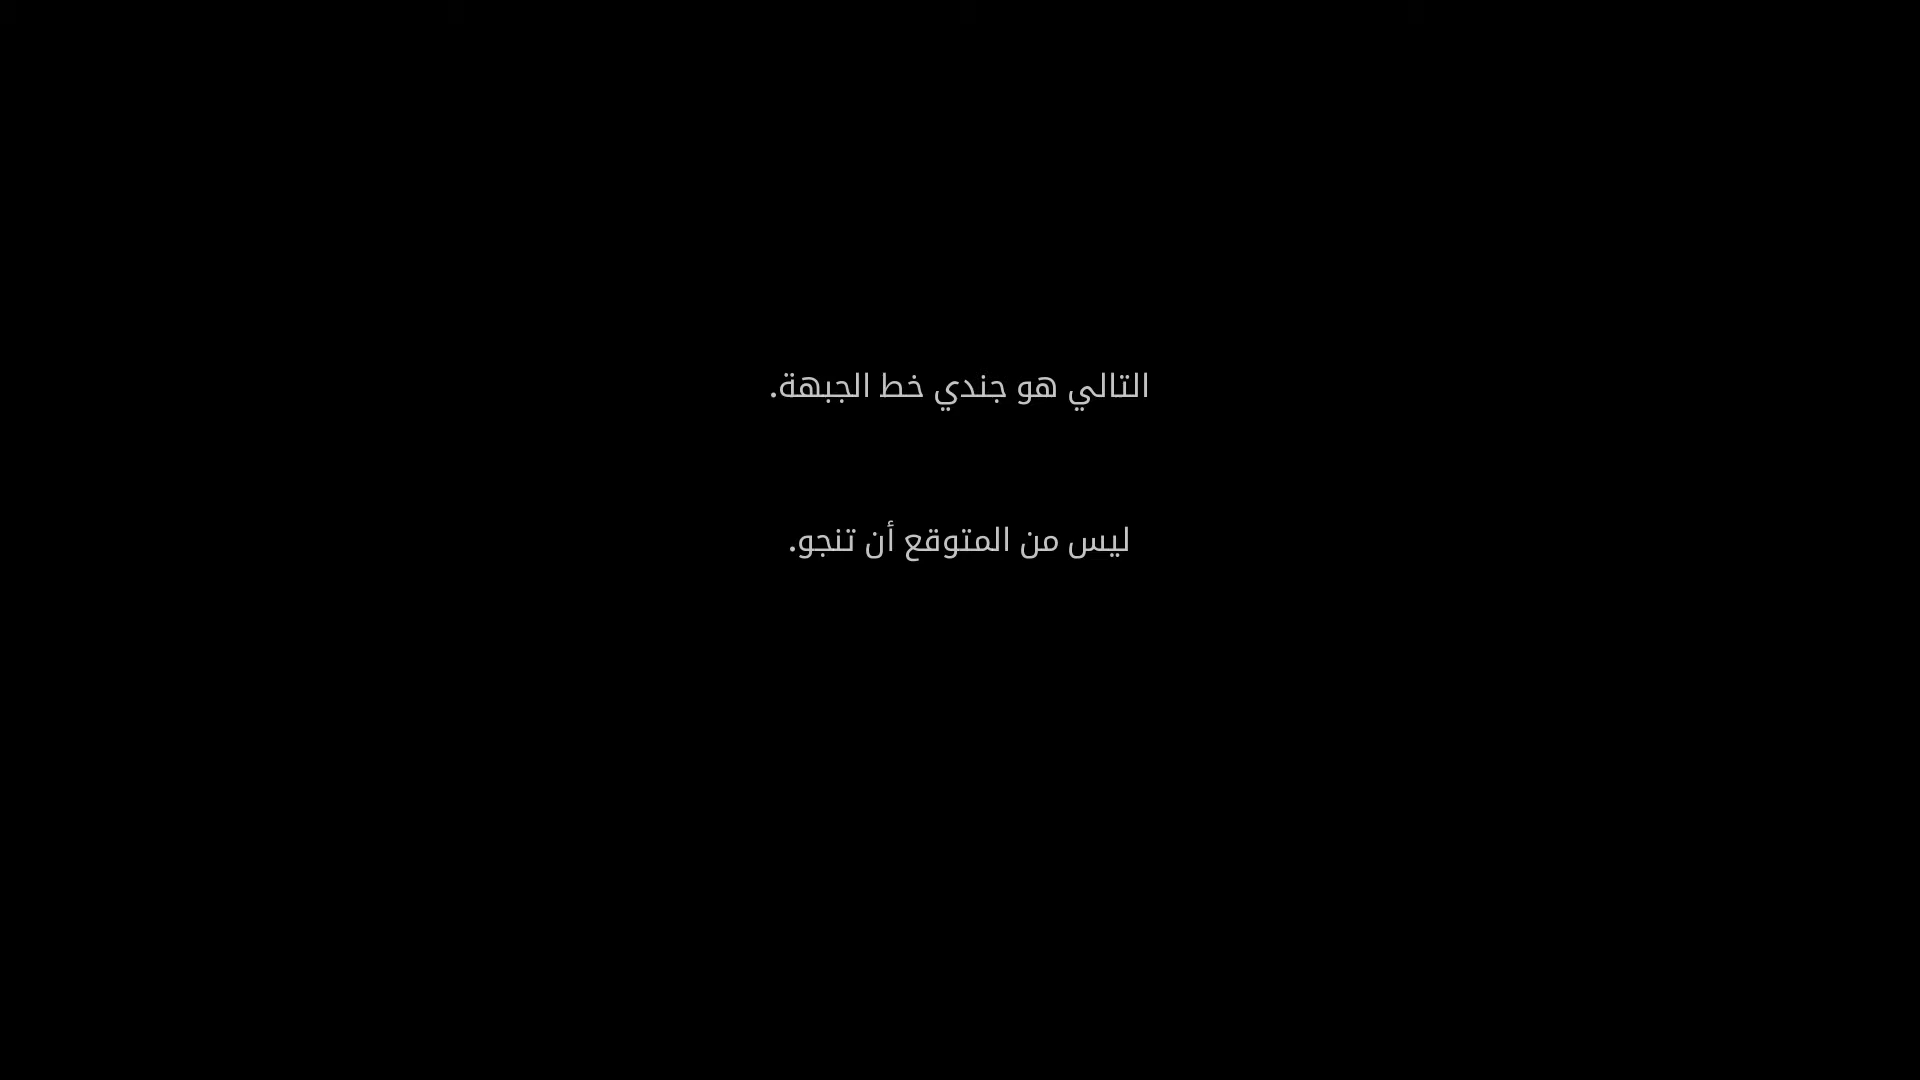 التالي هو جندي خط الجبهة.
ليس من المتوقع أن تنجو.